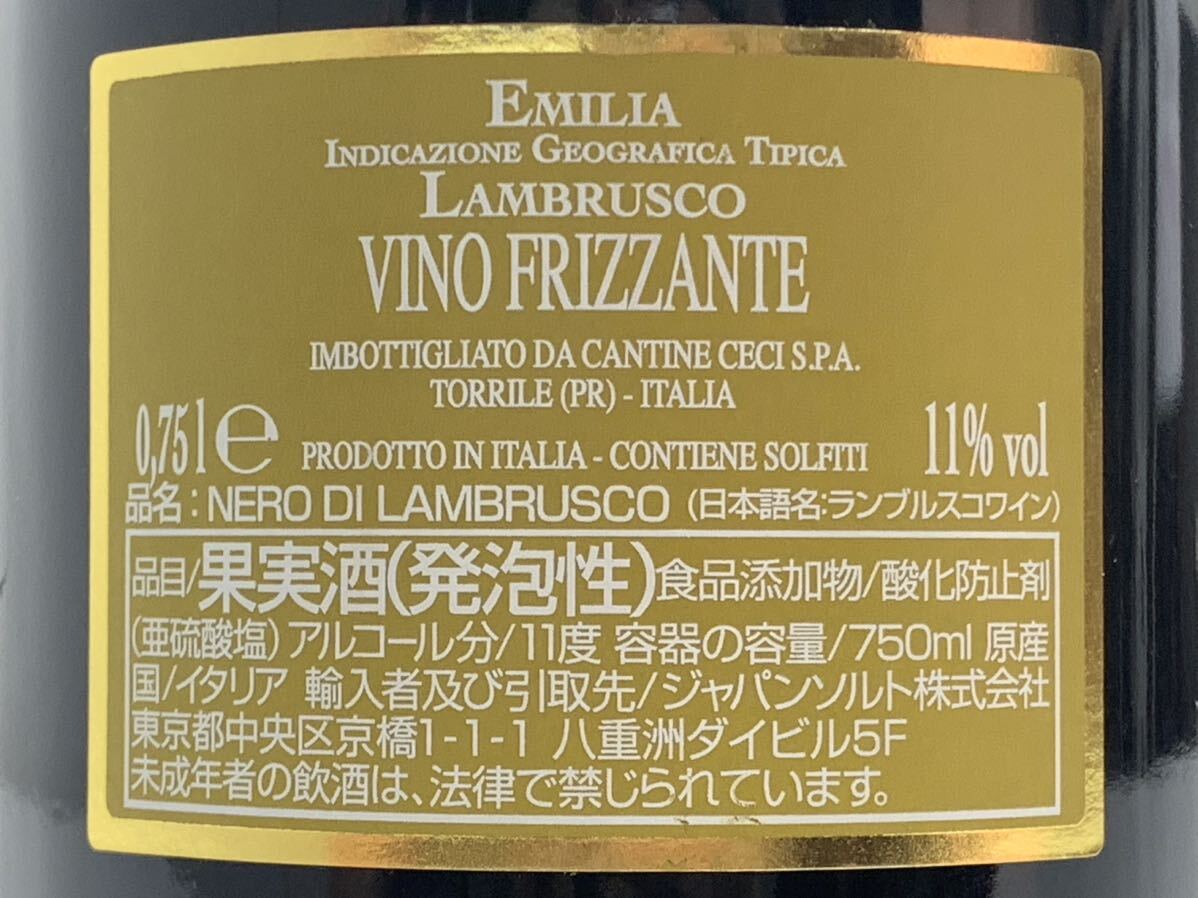 EMILIA
INDICAZIONE GEOGRAFICA TIPICA
LAMBRUSCO
VINO FRIZZANTE
IMBOTTIGLIATO DA CANTINE CECI S.P.A.
TORRILE (PR) - ITALIA
0,75 l ℮ PRODOTTO IN ITALIA - CONTIENE SOLFITI 11% vol
品名：NERO DI LAMBRUSCO（日本語名:ランブルスコワイン）
品目/果実酒(発泡性)食品添加物/酸化防止剤
(亜硫酸塩) アルコール分/11度 容器の容量/750ml 原産
国/イタリア 輸入者及び引取先/ジャパンソルト株式会社
東京都中央区京橋1-1-1 八重洲ダイビル5F
未成年者の飲酒は、法律で禁じられています。